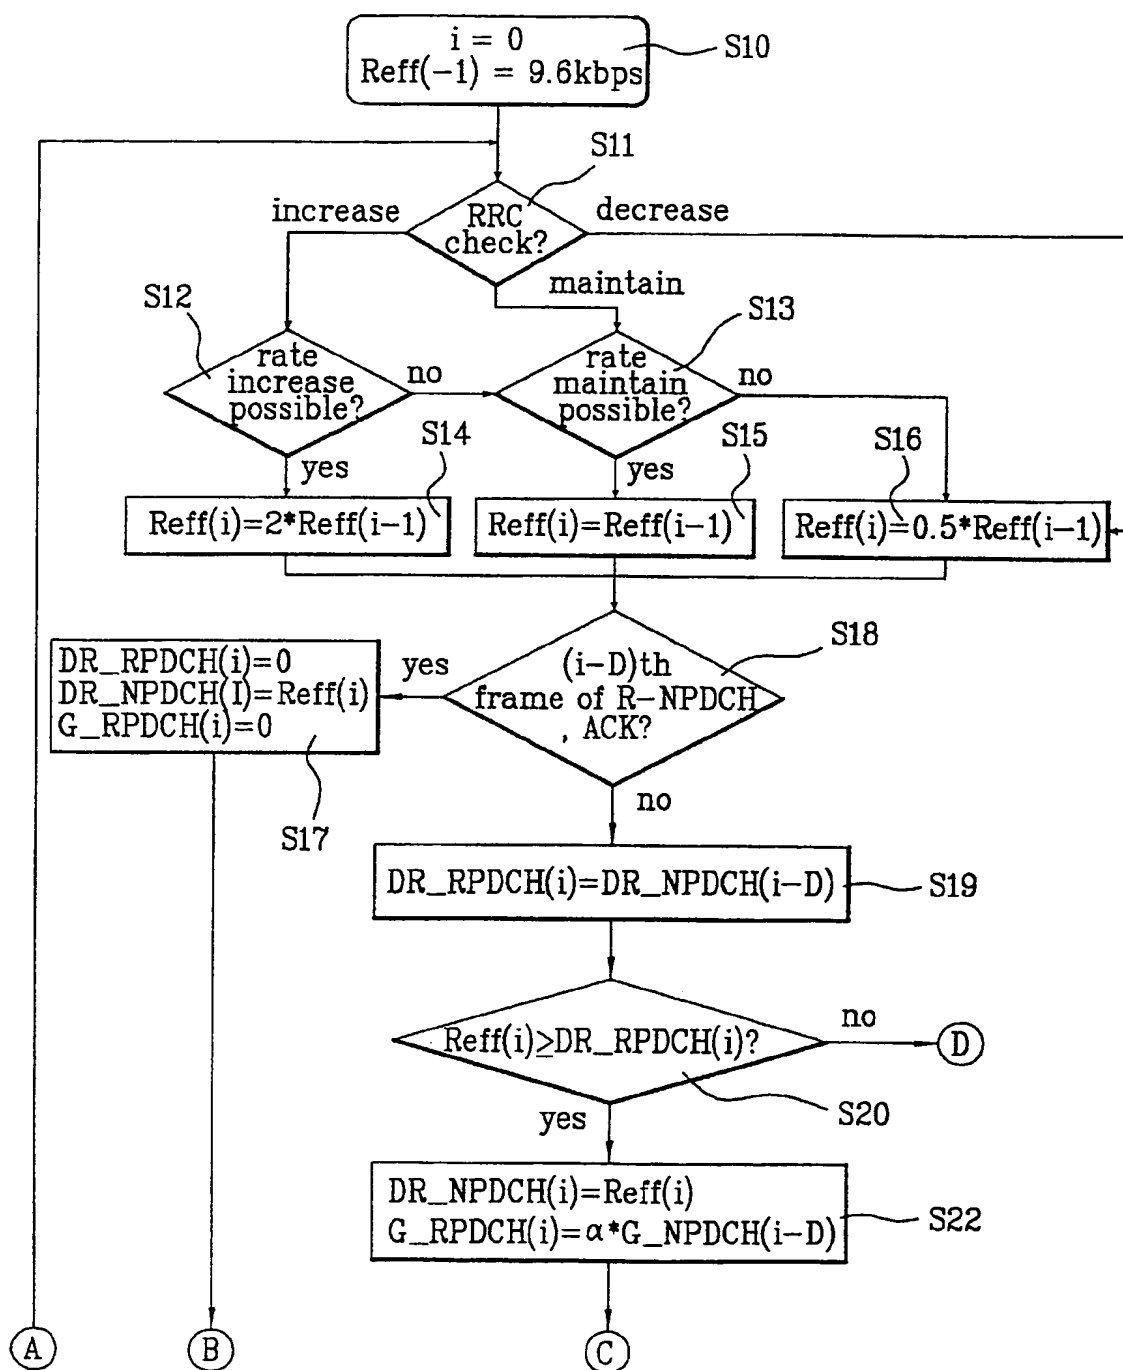 i = 0
Reff(-1) = 9.6kbps
S10
S11
increase
RRC
check?
decrease
maintain
S12
S13
rate
increase
possible?
no
rate
maintain
possible?
no
S14
S15
S16
yes
yes
Reff(i)=2*Reff(i-1)
Reff(i)=Reff(i-1)
Reff(i)=0.5*Reff(i-1)
S18
DR_RPDCH(i)=0
DR_NPDCH(I)=Reff(i)
G_RPDCH(i)=0
yes
(i-D)th
frame of R-NPDCH
, ACK?
S17
no
DR_RPDCH(i)=DR_NPDCH(i-D)
S19
Reff(i)≥DR_RPDCH(i)?
no
D
S20
yes
DR_NPDCH(i)=Reff(i)
G_RPDCH(i)=α*G_NPDCH(i-D)
S22
A
B
C